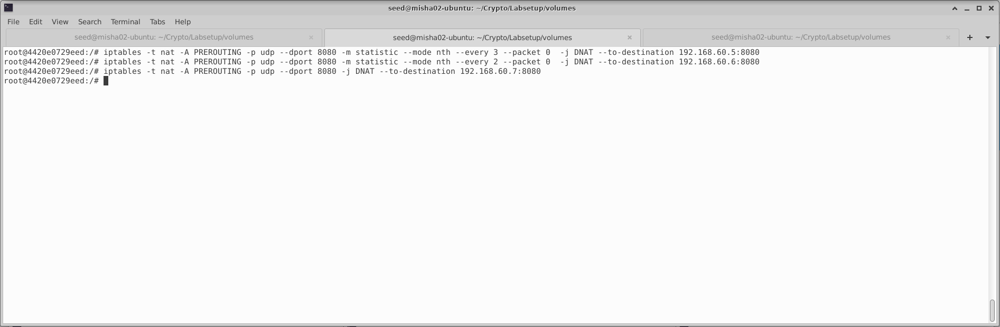 seed@misha02-ubuntu: ~/Crypto/Labsetup/volumes
File Edit View Search Terminal Tabs Help
seed@misha02-ubuntu: ~/Crypto/Labsetup/volumes × seed@misha02-ubuntu: ~/Crypto/Labsetup/volumes × seed@misha02-ubuntu: ~/Crypto/Labsetup/volumes ×
root@4420e0729eed:/# iptables -t nat -A PREROUTING -p udp --dport 8080 -m statistic --mode nth --every 3 --packet 0  -j DNAT --to-destination 192.168.60.5:8080
root@4420e0729eed:/# iptables -t nat -A PREROUTING -p udp --dport 8080 -m statistic --mode nth --every 2 --packet 0  -j DNAT --to-destination 192.168.60.6:8080
root@4420e0729eed:/# iptables -t nat -A PREROUTING -p udp --dport 8080 -j DNAT --to-destination 192.168.60.7:8080
root@4420e0729eed:/#